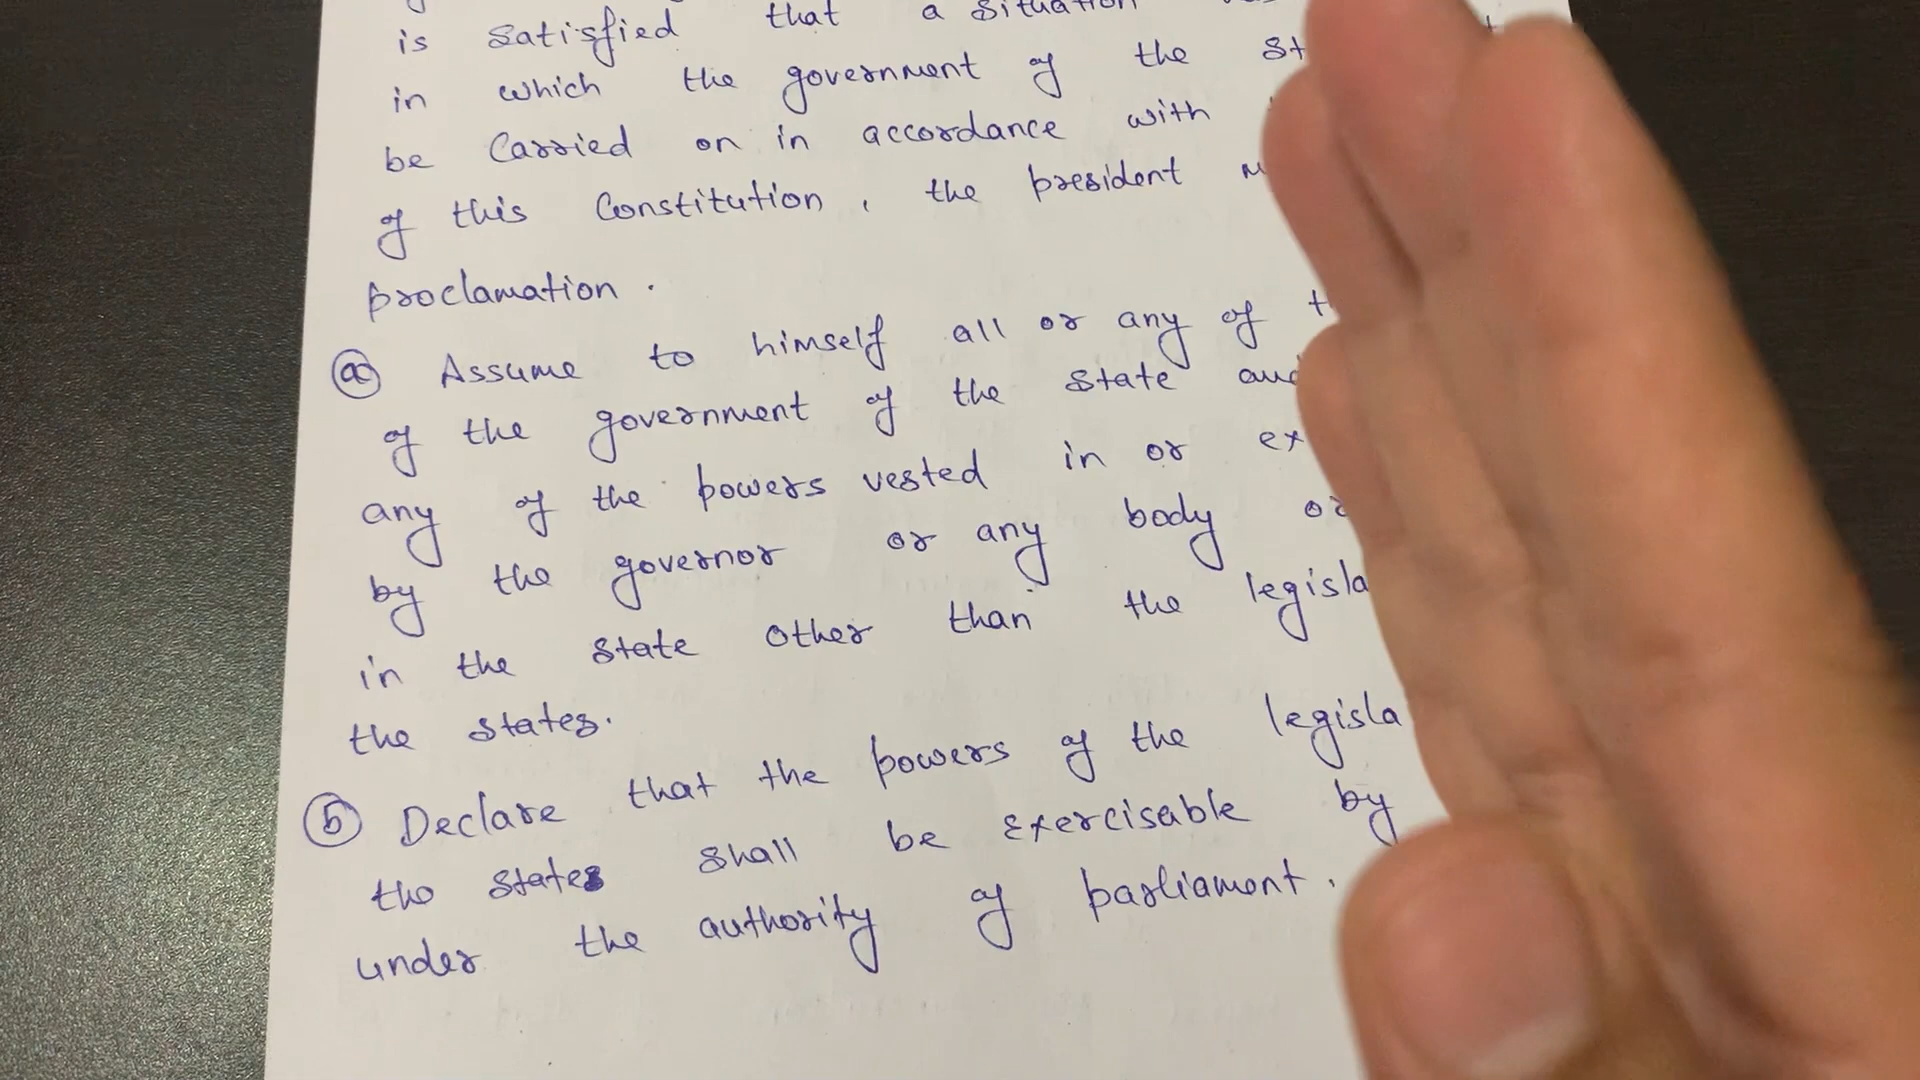 is satisfied that a situation
in which the government of the
be Carried on in accordance with
of this Constitution, the president
proclamation.
(a) Assume to himself all or any of
of the government of the state and
any of the powers vested in or
by the governor or any body or
in the state other than the
the states.
(b) Declare that the powers of the
the states shall be exercisable by
under the authority of parliament.